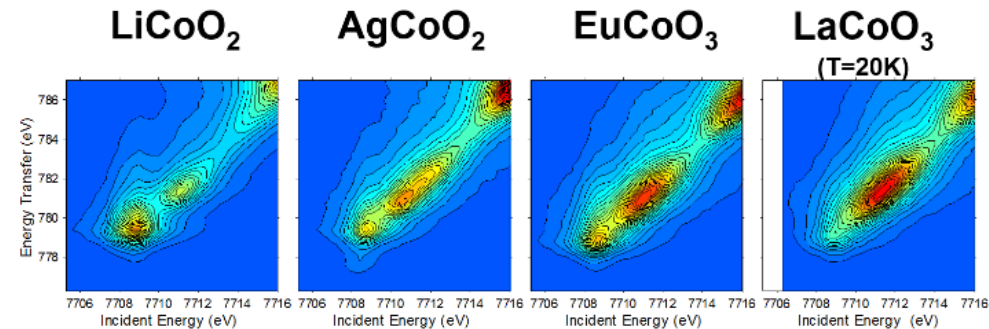 LiCoO₂ AgCoO₂ EuCoO₃ LaCoO₃
(T=20K)
Energy Transfer (eV)
786
784
782
780
778
7706 7708 7710 7712 7714 7716 7706 7708 7710 7712 7714 7716 7706 7708 7710 7712 7714 7716 7706 7708 7710 7712 7714 7716
Incident Energy (eV) Incident Energy (eV) Incident Energy (eV) Incident Energy (eV)